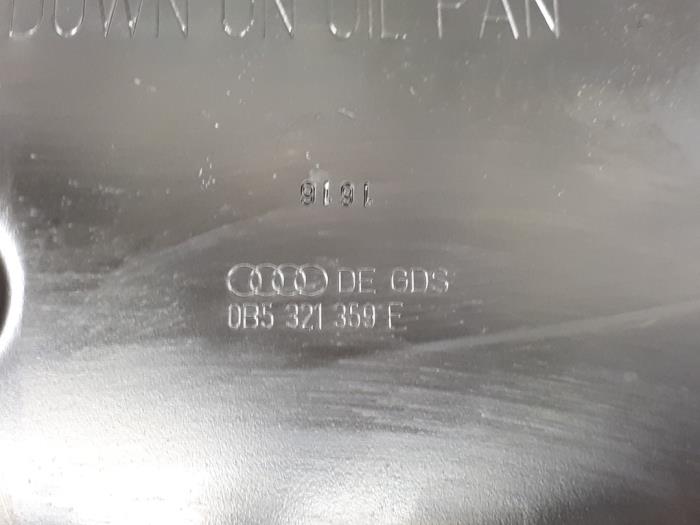 DOWN ON OIL PAN
9191
DE GDS
0B5 321 359 E